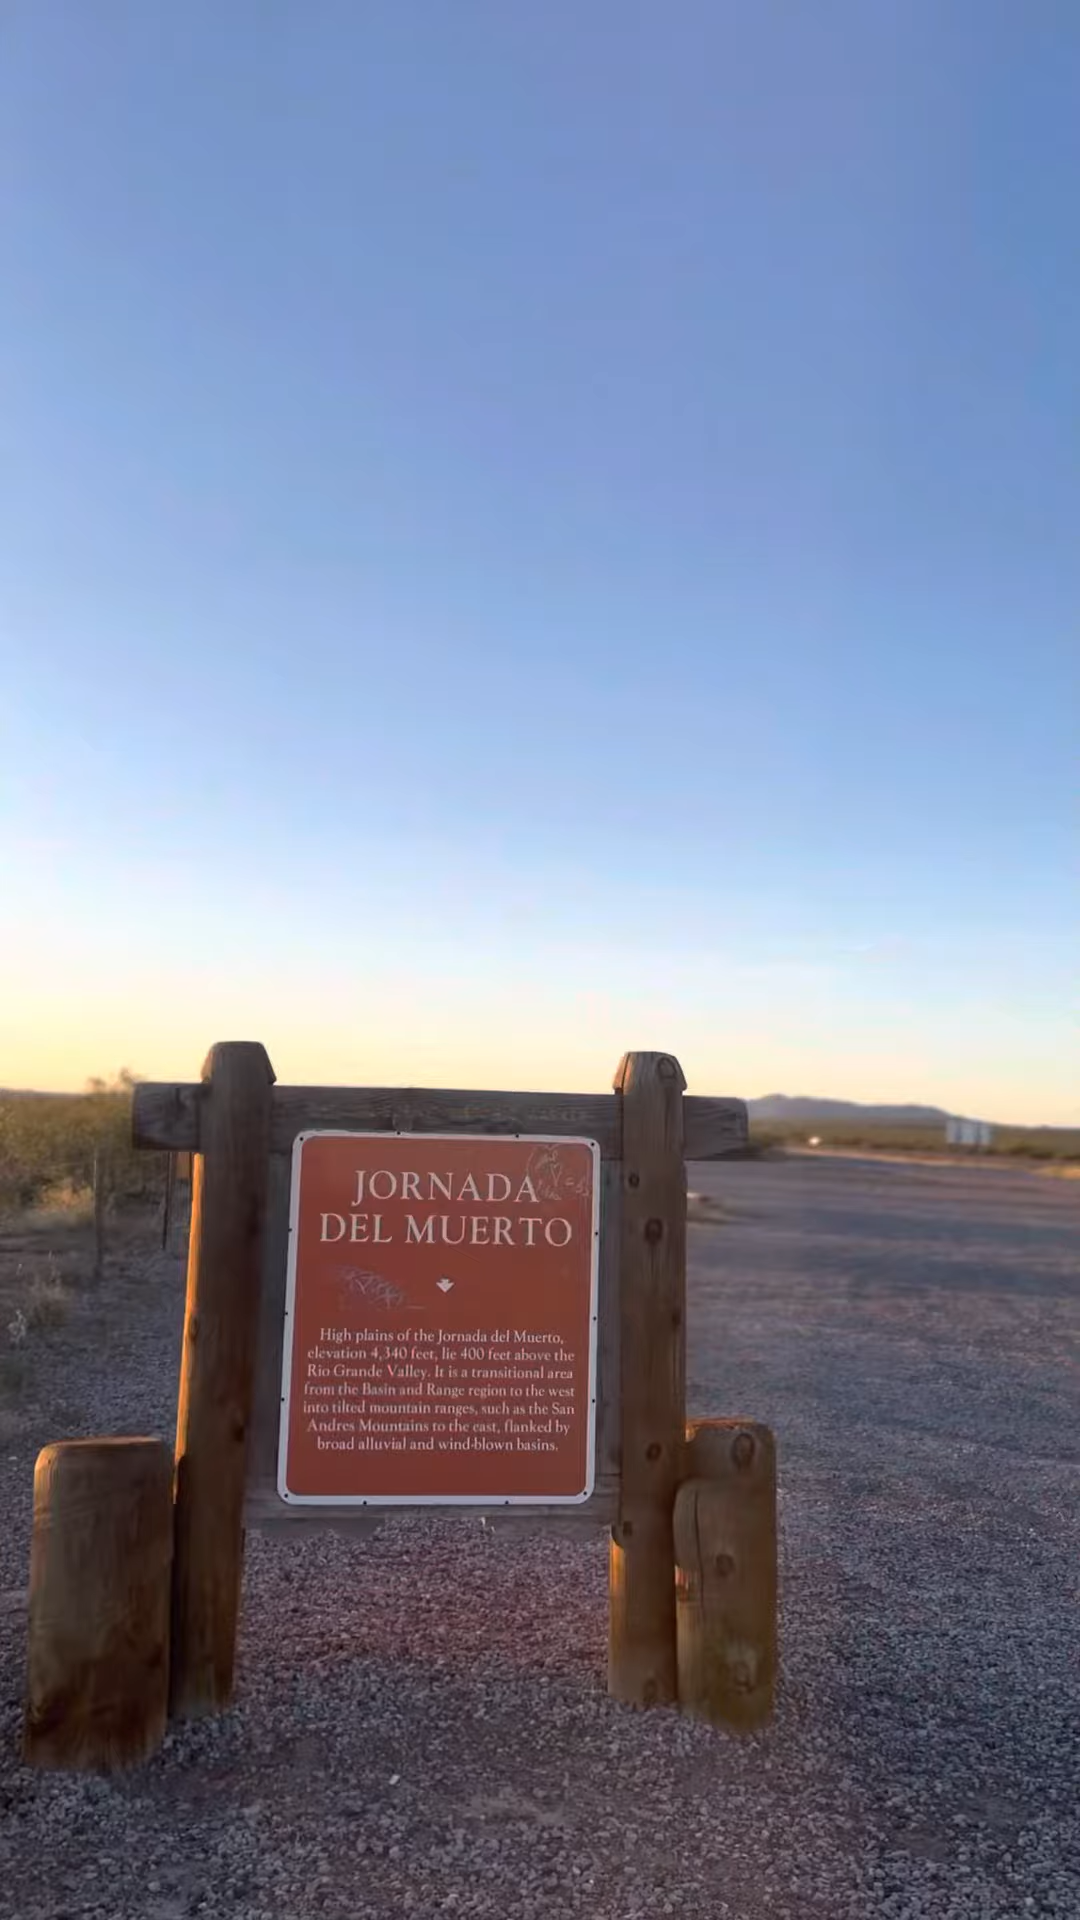 JORNADA
DEL MUERTO
High plains of the Jornada del Muerto,
elevation 4,340 feet, lie 400 feet above the
Rio Grande Valley. It is a transitional area
from the Basin and Range region to the west
into tilted mountain ranges, such as the San
Andres Mountains to the east, flanked by
broad alluvial and wind-blown basins.